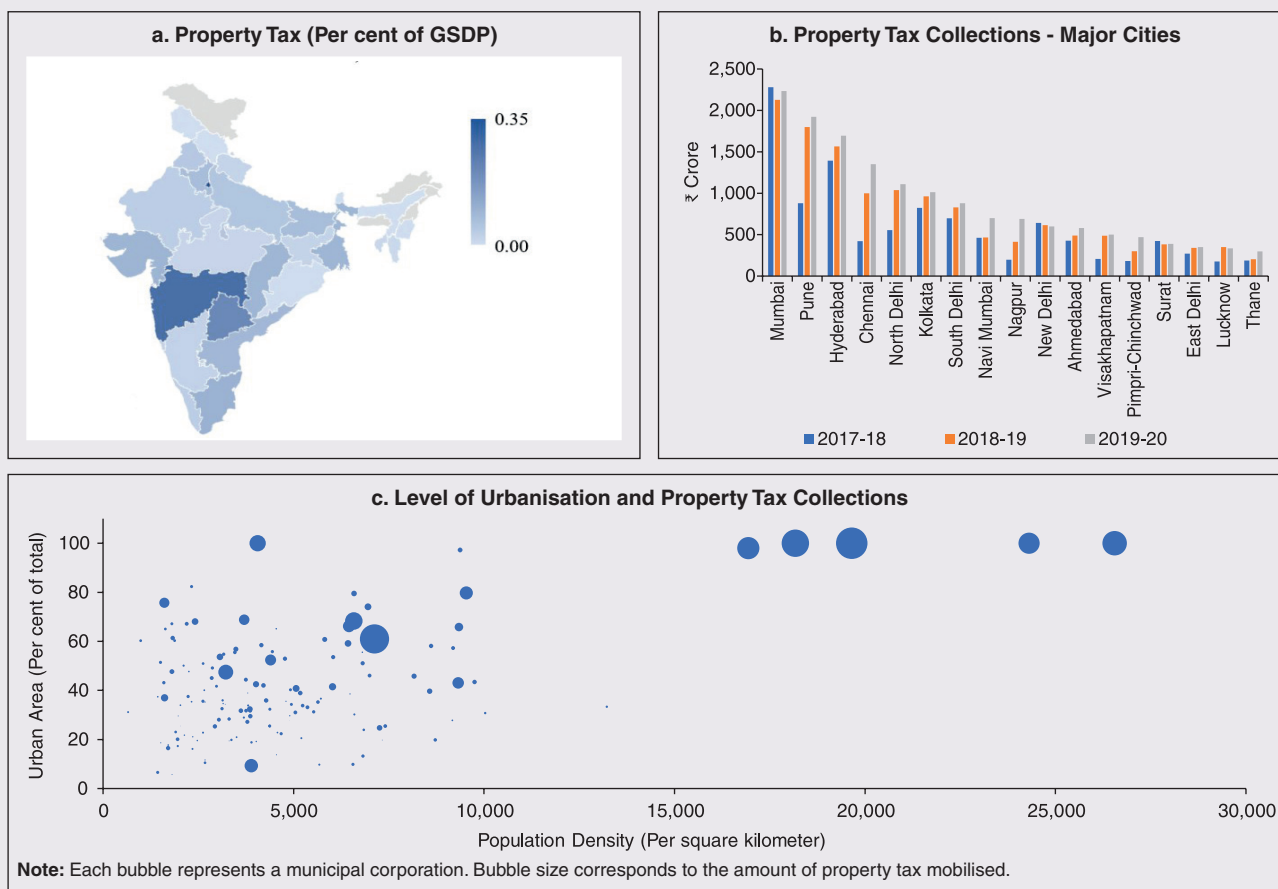 a. Property Tax (Per cent of GSDP)
0.35
0.00
b. Property Tax Collections - Major Cities
₹ Crore
2,500
2,000
1,500
1,000
500
0
Mumbai
Pune
Hyderabad
Chennai
North Delhi
Kolkata
South Delhi
Navi Mumbai
Nagpur
New Delhi
Ahmedabad
Visakhapatnam
Pimpri-Chinchwad
Surat
East Delhi
Lucknow
Thane
2017-18 2018-19 2019-20
c. Level of Urbanisation and Property Tax Collections
Urban Area (Per cent of total)
100
80
60
40
20
0
0 5,000 10,000 15,000 20,000 25,000 30,000
Population Density (Per square kilometer)
Note: Each bubble represents a municipal corporation. Bubble size corresponds to the amount of property tax mobilised.